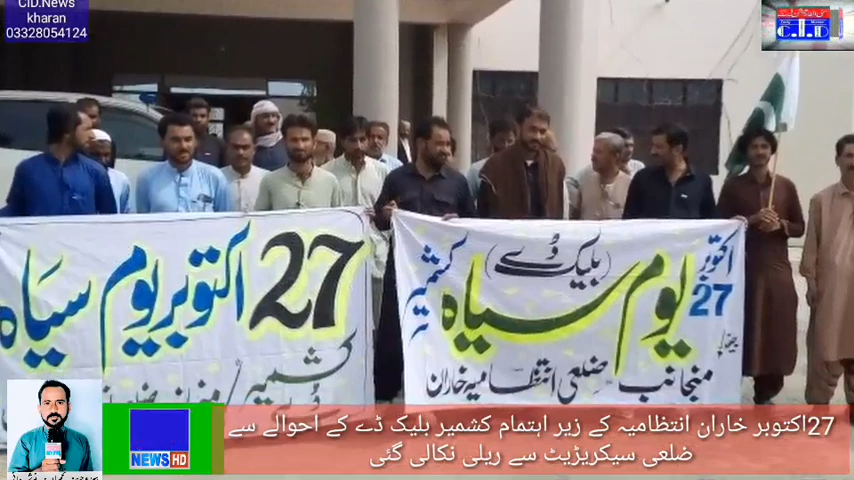 CID.News
kharan
03328054124
C.I.D
27 اکتوبر یوم سیاہ
کشمیر
اکتوبر
27
یوم سیاہ
(بلیک ڈے)
کشمیر
منجانب ضلعی انتظامیہ خاران
NEWS HD
27اکتوبر خاران انتظامیہ کے زیر اہتمام کشمیر بلیک ڈے کے احوالے سے
ضلعی سیکریڑیٹ سے ریلی نکالی گئی